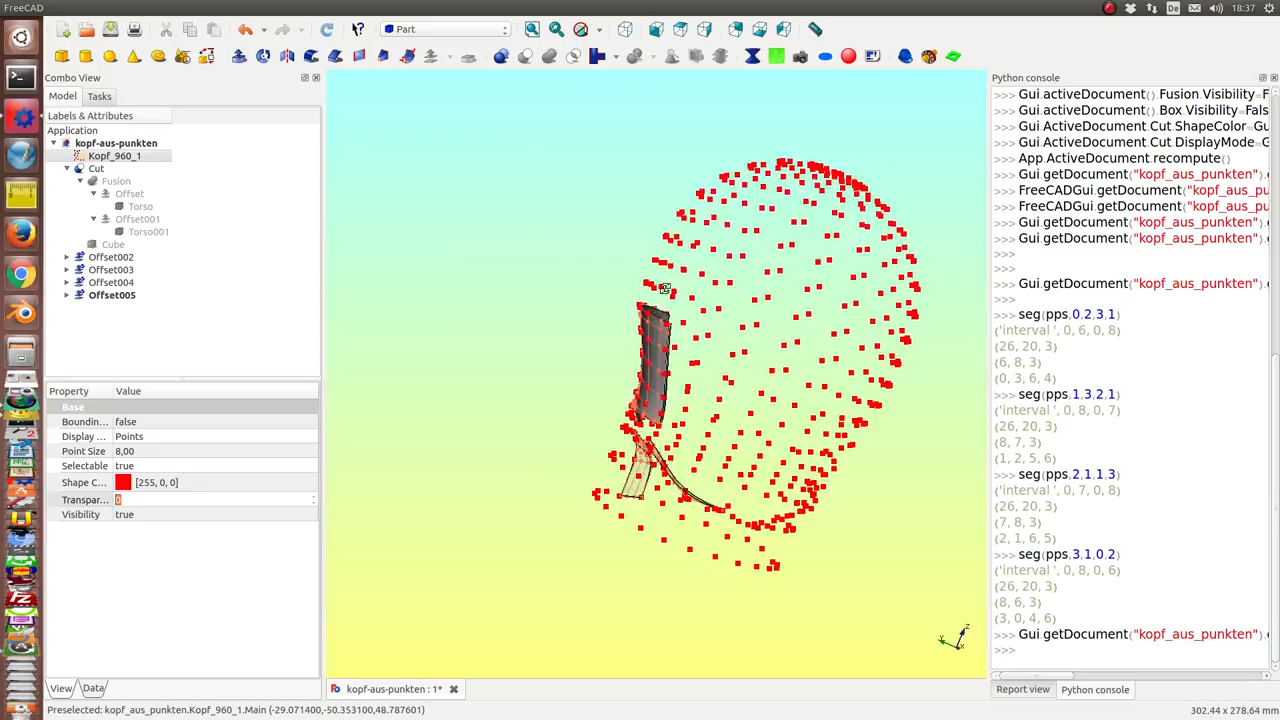 FreeCAD
De
18:37
Part
Combo View
Python console
Model
Tasks
Labels & Attributes
Application
kopf-aus-punkten
Kopf_960_1
Cut
Fusion
Offset
Torso
Offset001
Torso001
Cube
Offset002
Offset003
Offset004
Offset005
Property
Value
Base
Boundin...
false
Display ...
Points
Point Size
8,00
Selectable
true
Shape C...
[255, 0, 0]
Transpar...
0
Visibility
true
View
Data
>>> Gui.activeDocument().Fusion.Visibility=F
>>> Gui.activeDocument().Box.Visibility=Fals
>>> Gui.ActiveDocument.Cut.ShapeColor=Gu
>>> Gui.ActiveDocument.Cut.DisplayMode=G
>>> App.ActiveDocument.recompute()
>>> Gui.getDocument("kopf_aus_punkten").
>>> FreeCADGui.getDocument("kopf_aus_pu
>>> FreeCADGui.getDocument("kopf_aus_pu
>>> Gui.getDocument("kopf_aus_punkten").
>>> Gui.getDocument("kopf_aus_punkten").
>>>
>>>
>>> Gui.getDocument("kopf_aus_punkten").
>>>
>>> seg(pps,0,2,3,1)
('interval ', 0, 6, 0, 8)
(26, 20, 3)
(6, 8, 3)
(0, 3, 6, 4)
>>> seg(pps,1,3,2,1)
('interval ', 0, 8, 0, 7)
(26, 20, 3)
(8, 7, 3)
(1, 2, 5, 6)
>>> seg(pps,2,1,1,3)
('interval ', 0, 7, 0, 8)
(26, 20, 3)
(7, 8, 3)
(2, 1, 6, 5)
>>> seg(pps,3,1,0,2)
('interval ', 0, 8, 0, 6)
(26, 20, 3)
(8, 6, 3)
(3, 0, 4, 6)
>>> Gui.getDocument("kopf_aus_punkten").
>>>
kopf-aus-punkten : 1*
Report view
Python console
Preselected: kopf_aus_punkten.Kopf_960_1.Main (-29.071400,-50.353100,48.787601)
302.44 x 278.64 mm